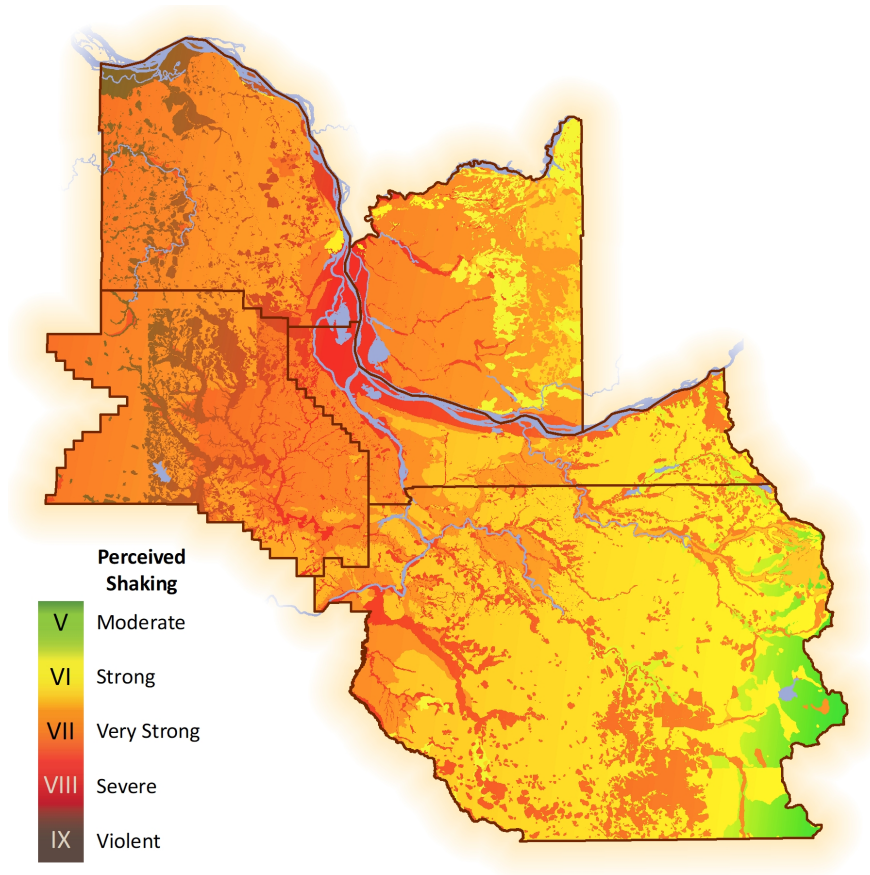 Perceived
Shaking
V Moderate
VI Strong
VII Very Strong
VIII Severe
IX Violent